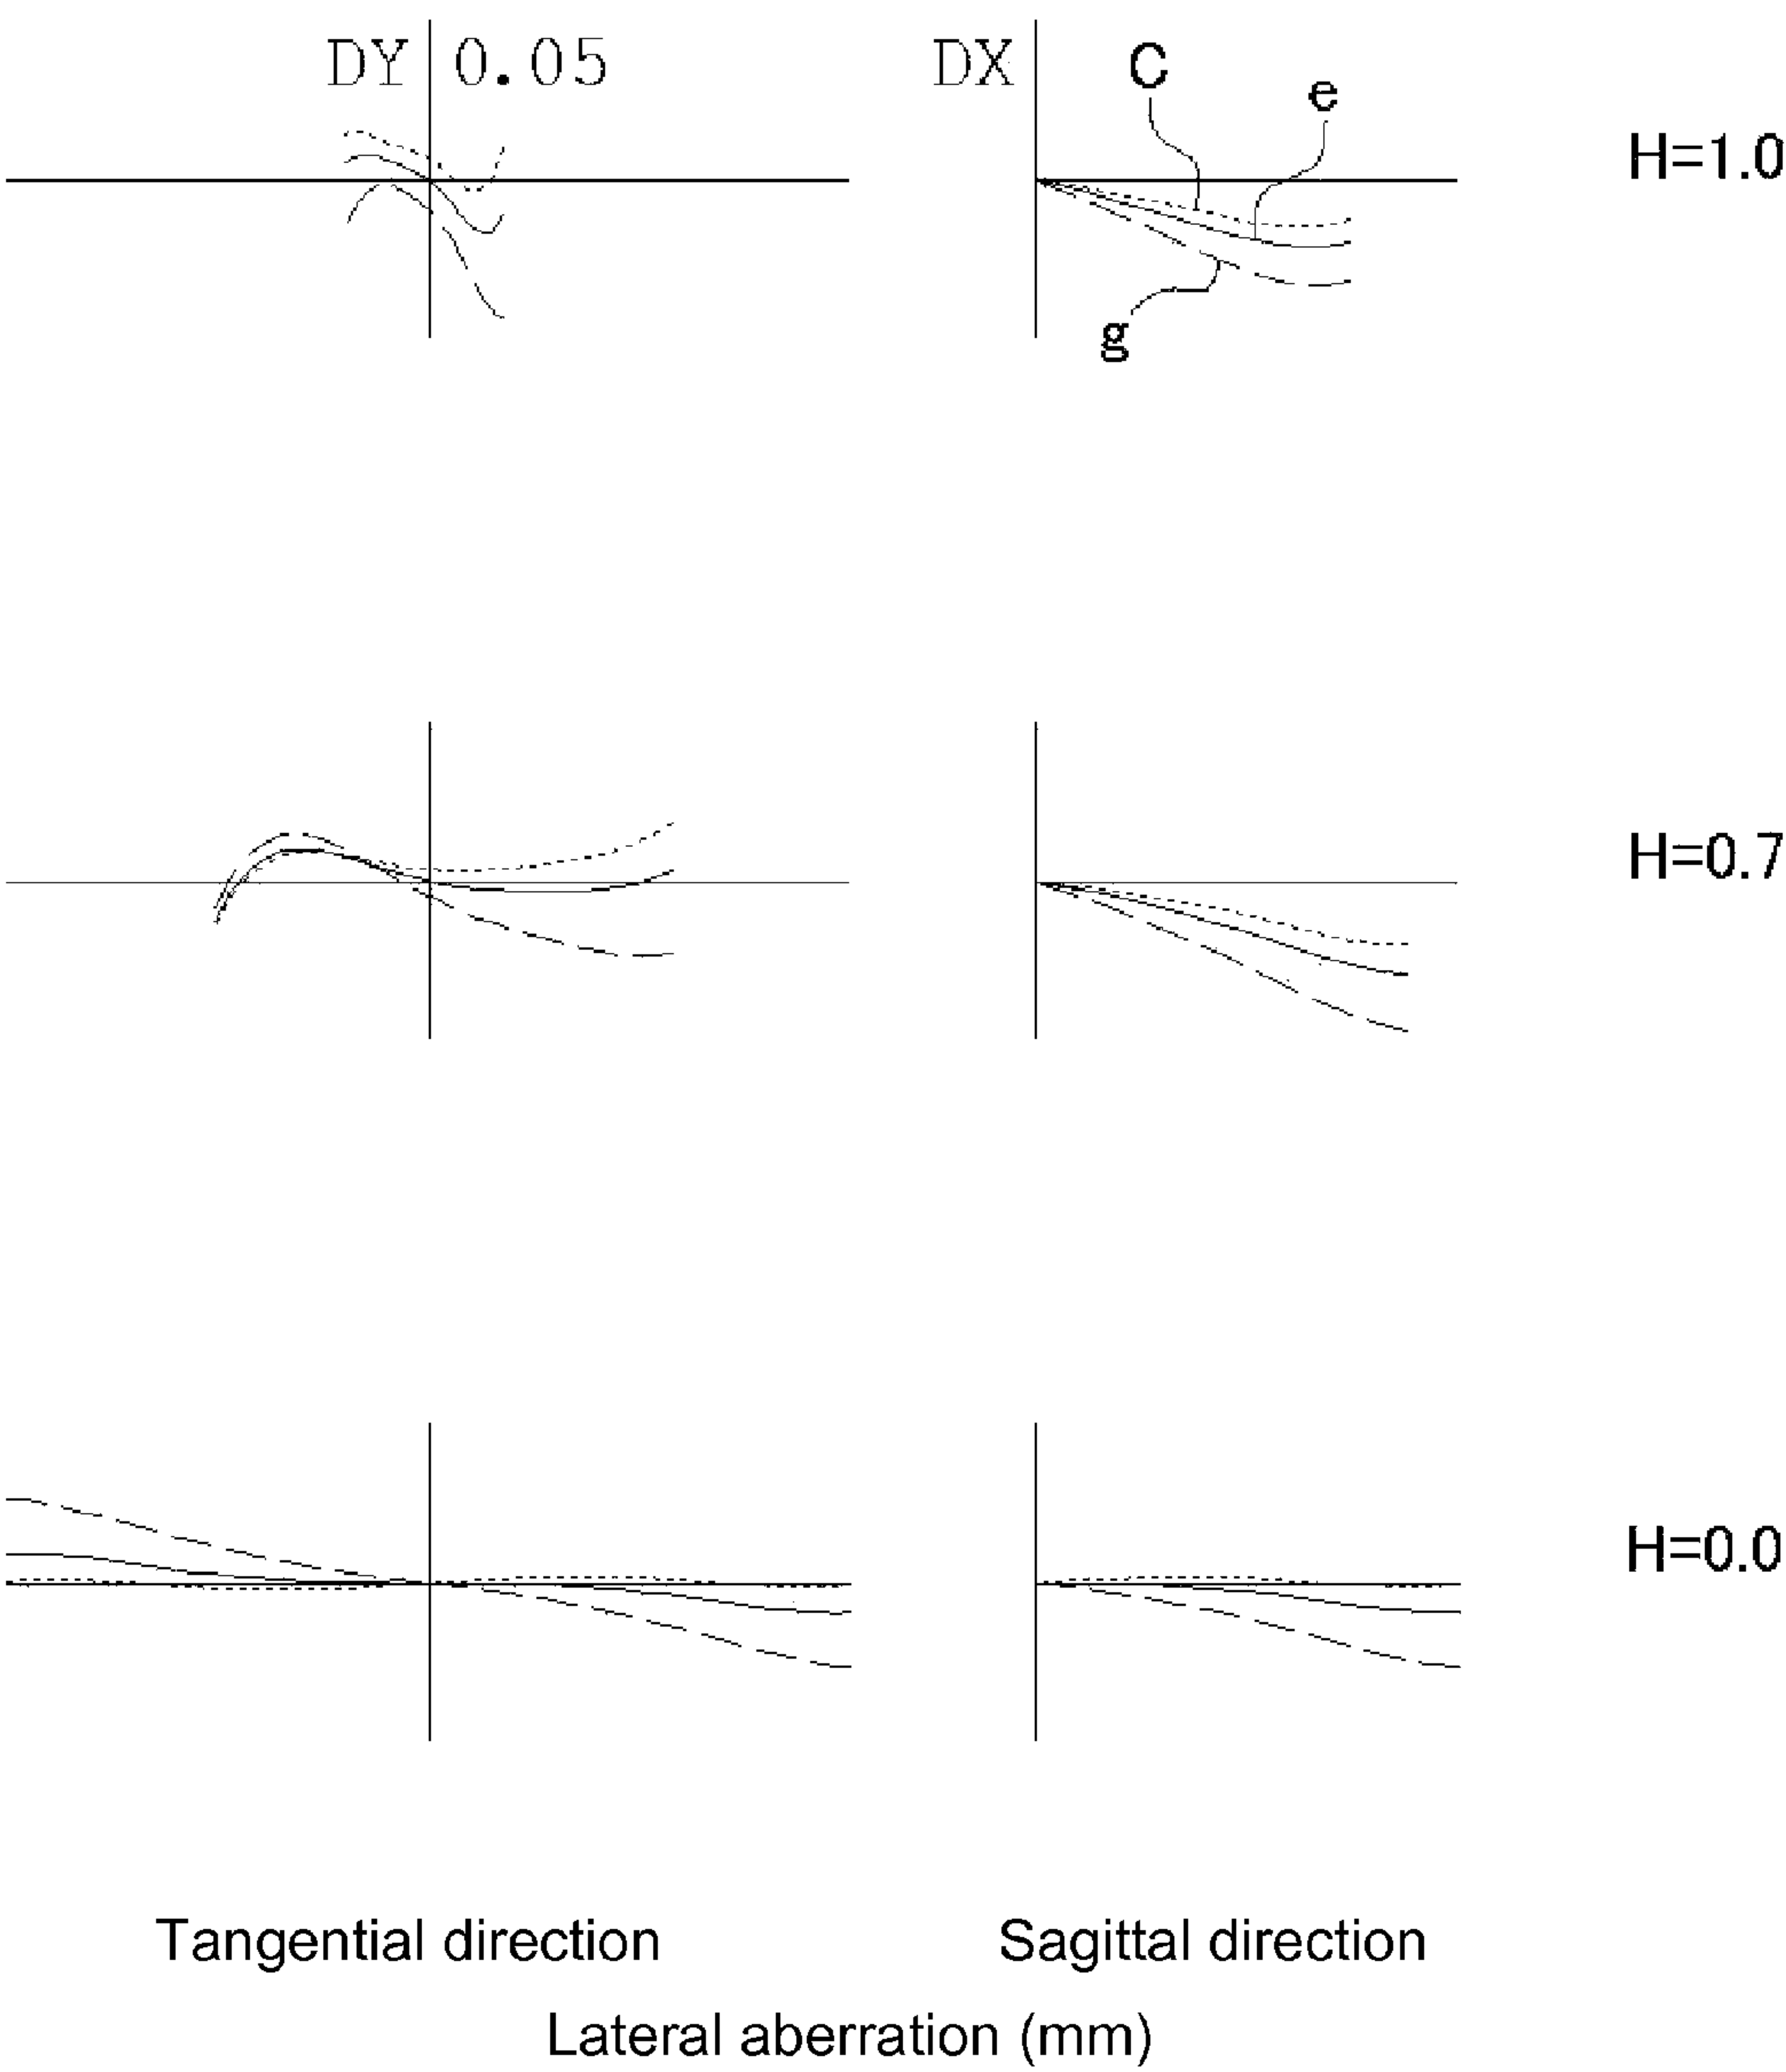 DY 0.05 DX C e H=1.0
g
H=0.7
H=0.0
Tangential direction Sagittal direction
Lateral aberration (mm)